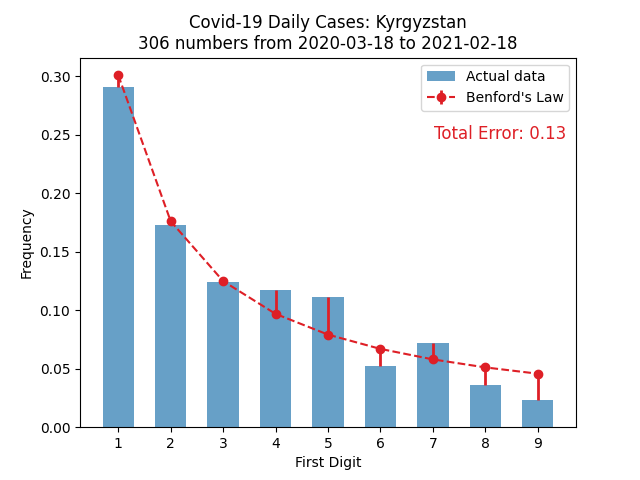 Covid-19 Daily Cases: Kyrgyzstan
306 numbers from 2020-03-18 to 2021-02-18
Actual data
Benford's Law
Total Error: 0.13
Frequency
0.30
0.25
0.20
0.15
0.10
0.05
0.00
1 2 3 4 5 6 7 8 9
First Digit